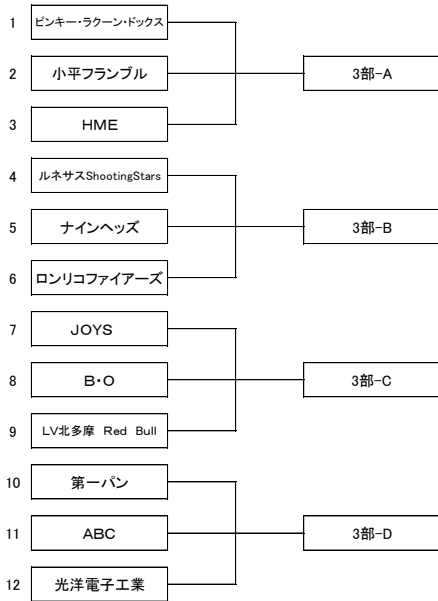 1 ピンキー・ラクーン・ドックス
2 小平フランブル 3部-A
3 HME
4 ルネサスShootingStars
5 ナインヘッズ 3部-B
6 ロンリコファイアーズ
7 JOYS
8 B・O 3部-C
9 LV北多摩 Red Bull
10 第一パン
11 ABC 3部-D
12 光洋電子工業